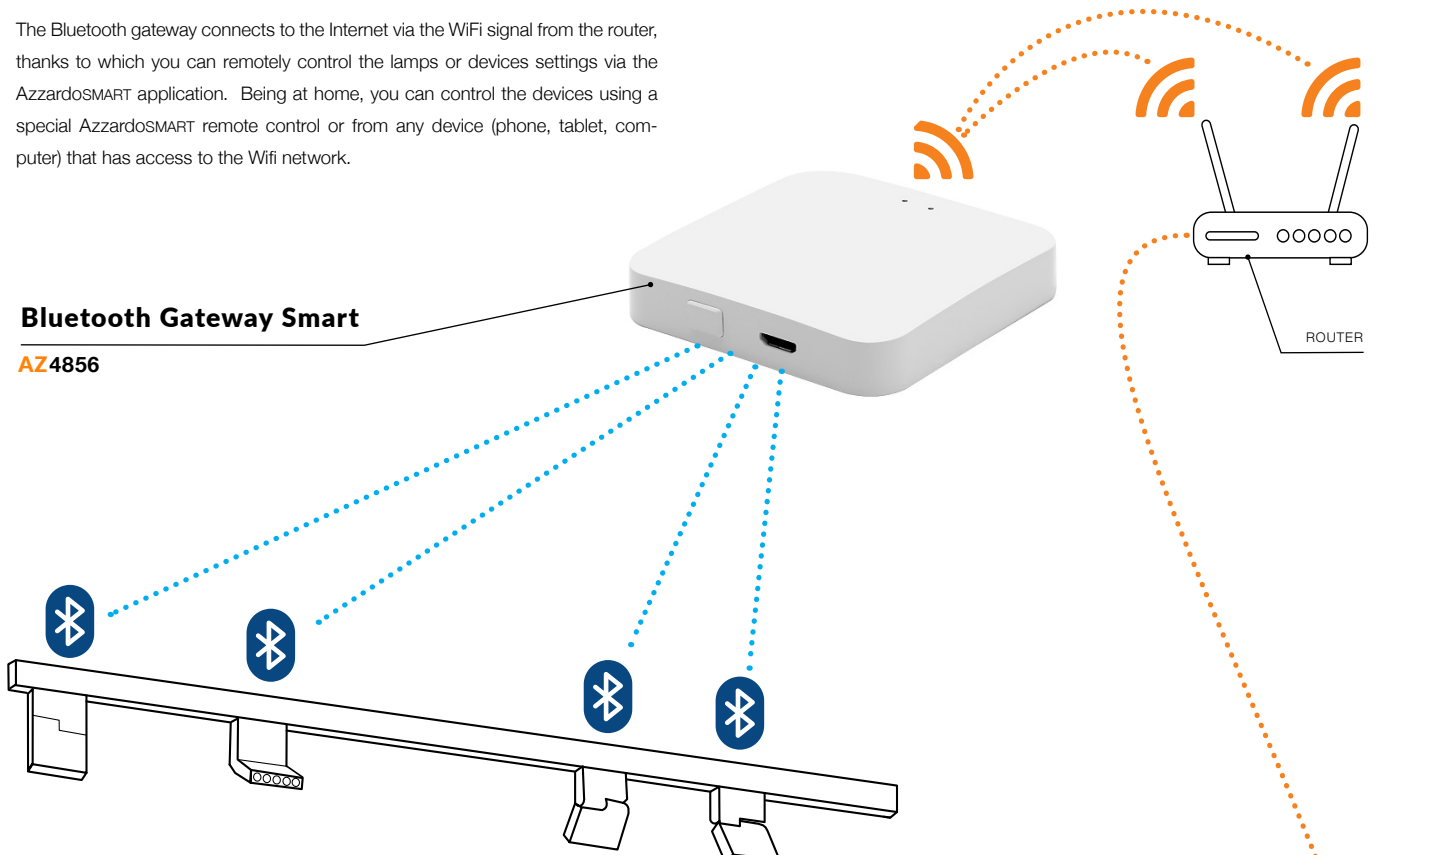 The Bluetooth gateway connects to the Internet via the WiFi signal from the router,
thanks to which you can remotely control the lamps or devices settings via the
AzzardoSMART application.  Being at home, you can control the devices using a
special AzzardoSMART remote control or from any device (phone, tablet, com-
puter) that has access to the Wifi network.
Bluetooth Gateway Smart
AZ4856
ROUTER